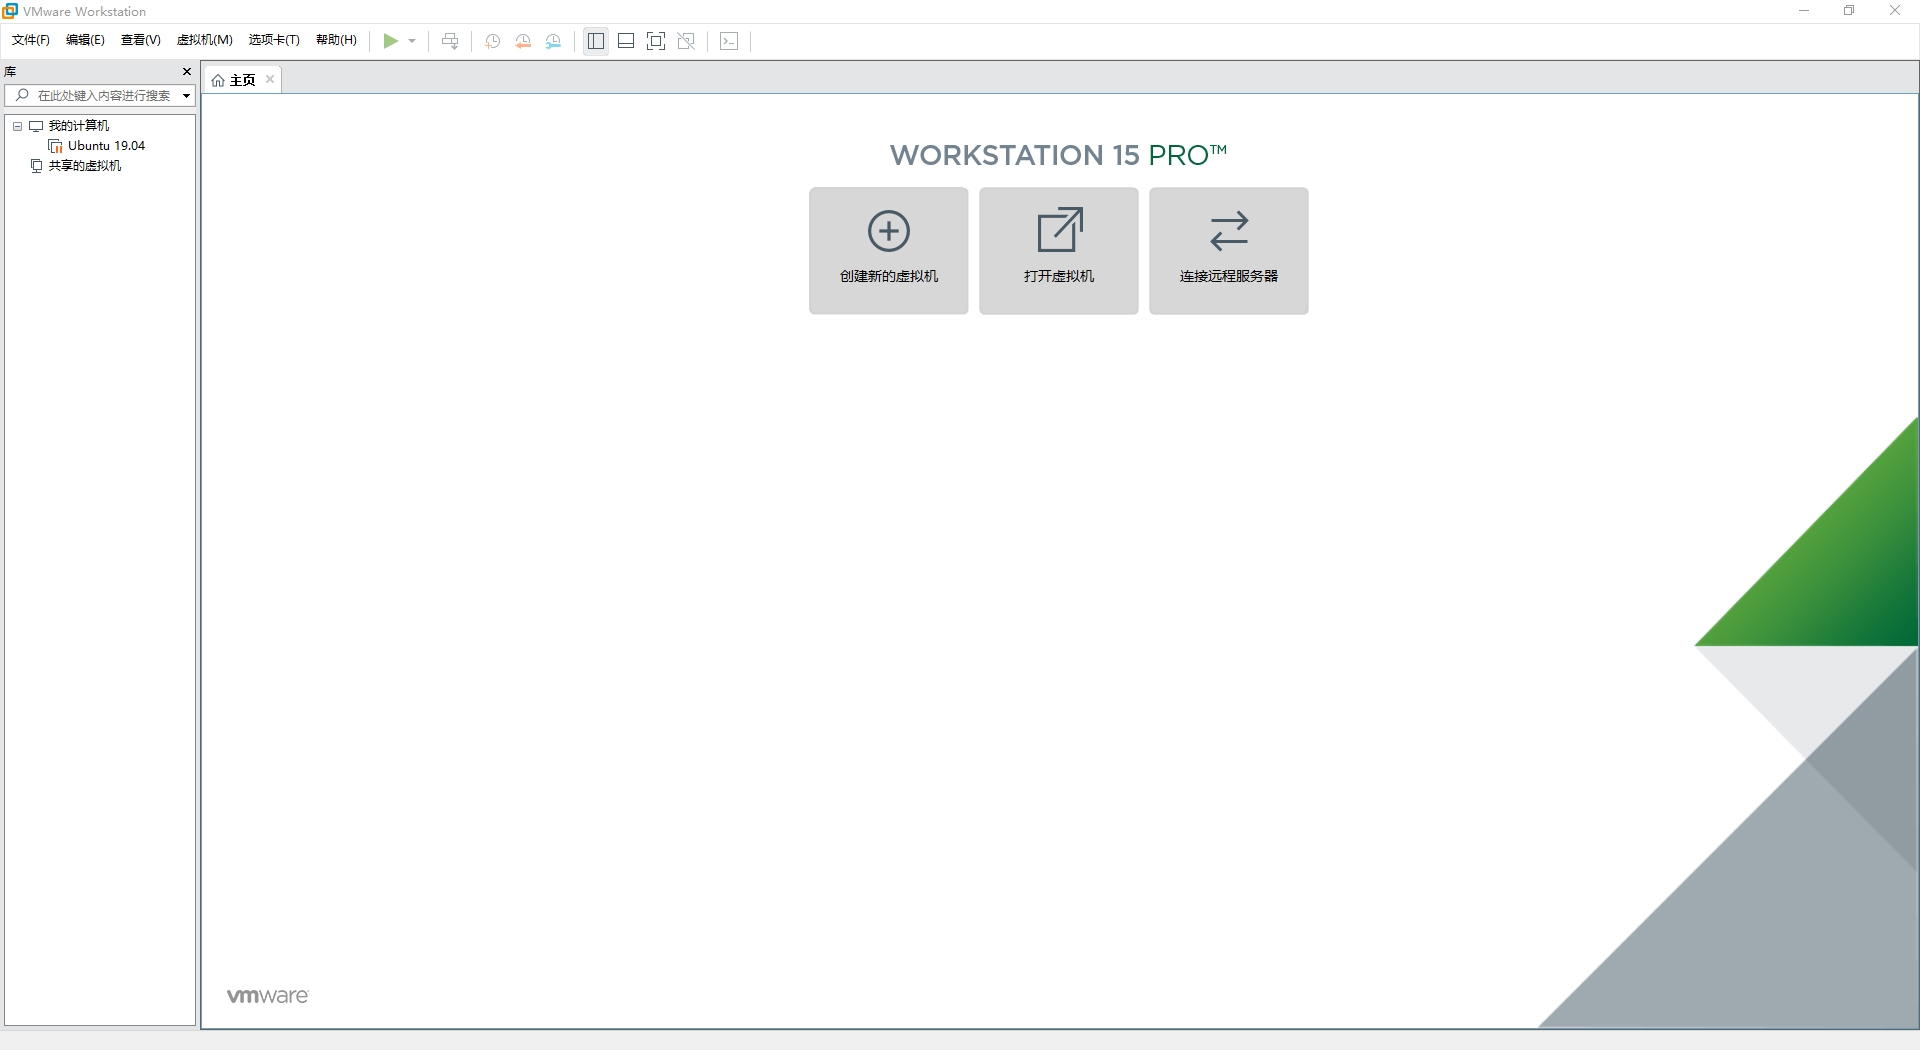 VMware Workstation
文件(F) 编辑(E) 查看(V) 虚拟机(M) 选项卡(T) 帮助(H)
库
在此处键入内容进行搜索
我的计算机
Ubuntu 19.04
共享的虚拟机
主页
WORKSTATION 15 PRO™
创建新的虚拟机
打开虚拟机
连接远程服务器
vmware